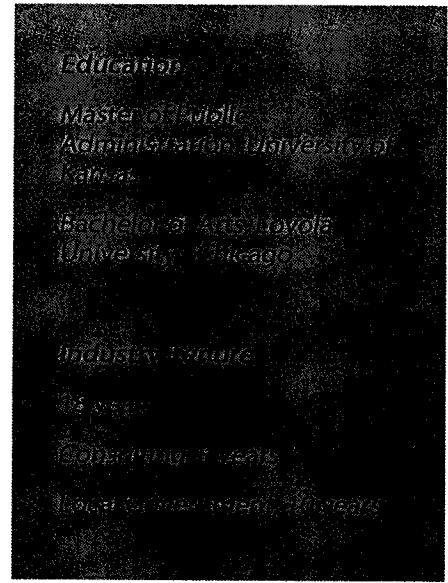 Education
Master of Public
Administration, University of
Kansas
Bachelor of Arts, Loyola
University, Chicago
Industry Tenure
years
Consulting, years
Local Government, years